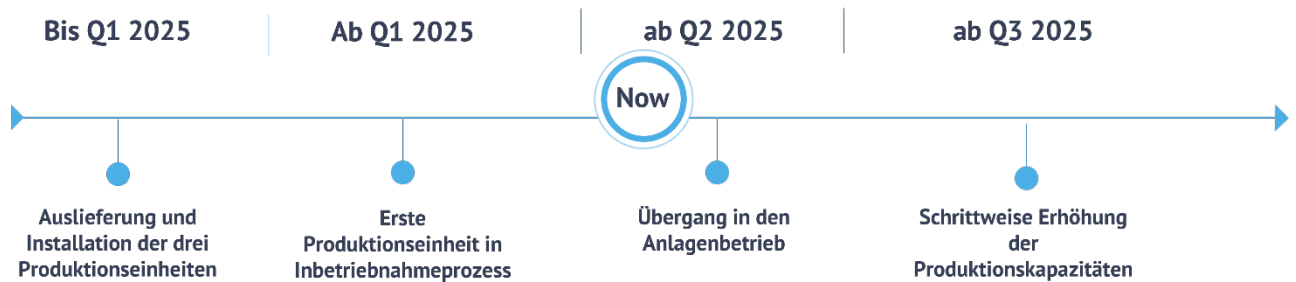 Bis Q1 2025
Ab Q1 2025
ab Q2 2025
ab Q3 2025
Now
Auslieferung und
Installation der drei
Produktionseinheiten
Erste
Produktionseinheit in
Inbetriebnahmeprozess
Übergang in den
Anlagenbetrieb
Schrittweise Erhöhung
der
Produktionskapazitäten